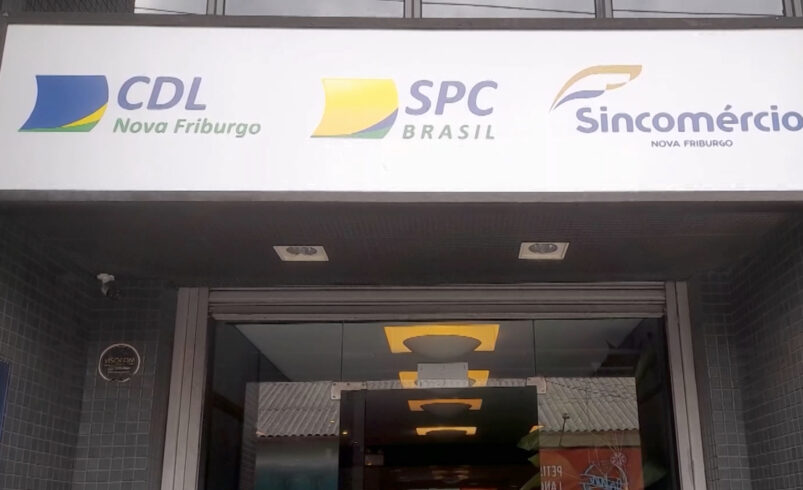 CDL
Nova Friburgo
SPC
BRASIL
Sincomércio
NOVA FRIBURGO